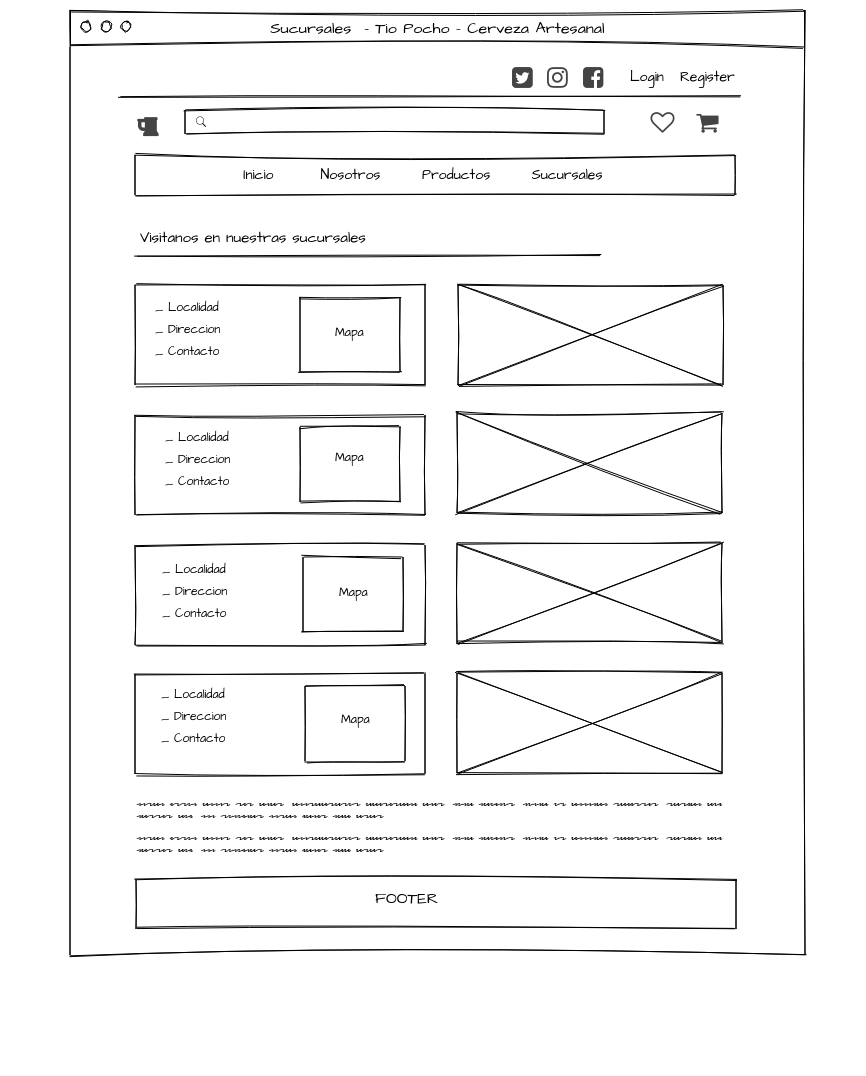 Sucursales - Tio Pocho - Cerveza Artesanal
Login Register
Inicio Nosotros Productos Sucursales
Visitanos en nuestras sucursales
_ Localidad
_ Direccion
_ Contacto
Mapa
_ Localidad
_ Direccion
_ Contacto
Mapa
_ Localidad
_ Direccion
_ Contacto
Mapa
_ Localidad
_ Direccion
_ Contacto
Mapa
FOOTER